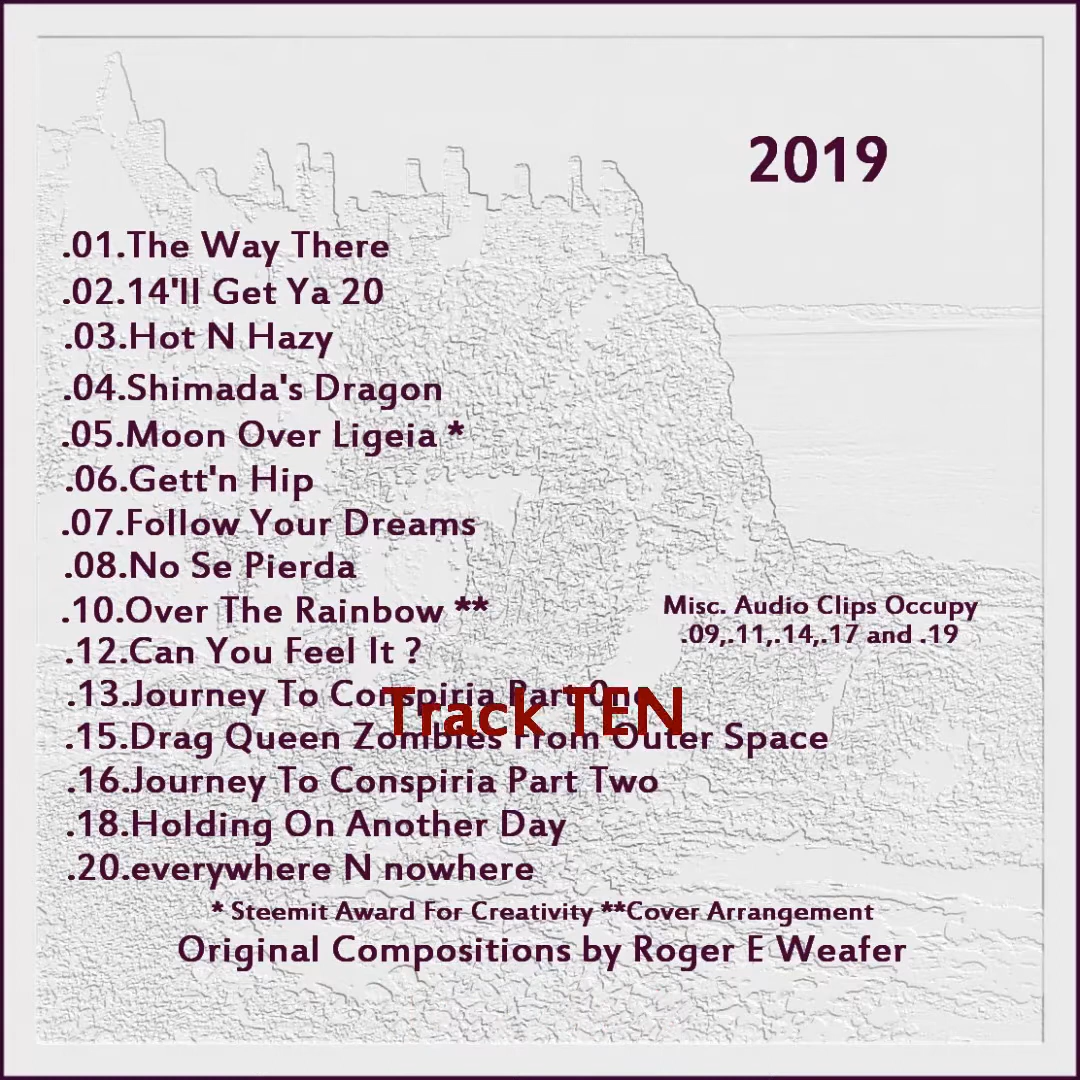 2019
.01.The Way There
.02.14'll Get Ya 20
.03.Hot N Hazy
.04.Shimada's Dragon
.05.Moon Over Ligeia *
.06.Gett'n Hip
.07.Follow Your Dreams
.08.No Se Pierda
.10.Over The Rainbow **
Misc. Audio Clips Occupy
.09,.11,.14,.17 and .19
.12.Can You Feel It ?
.13.Journey To Conspiria Part 0ne
Track TEN
.15.Drag Queen Zombies From Outer Space
.16.Journey To Conspiria Part Two
.18.Holding On Another Day
.20.everywhere N nowhere
* Steemit Award For Creativity **Cover Arrangement
Original Compositions by Roger E Weafer